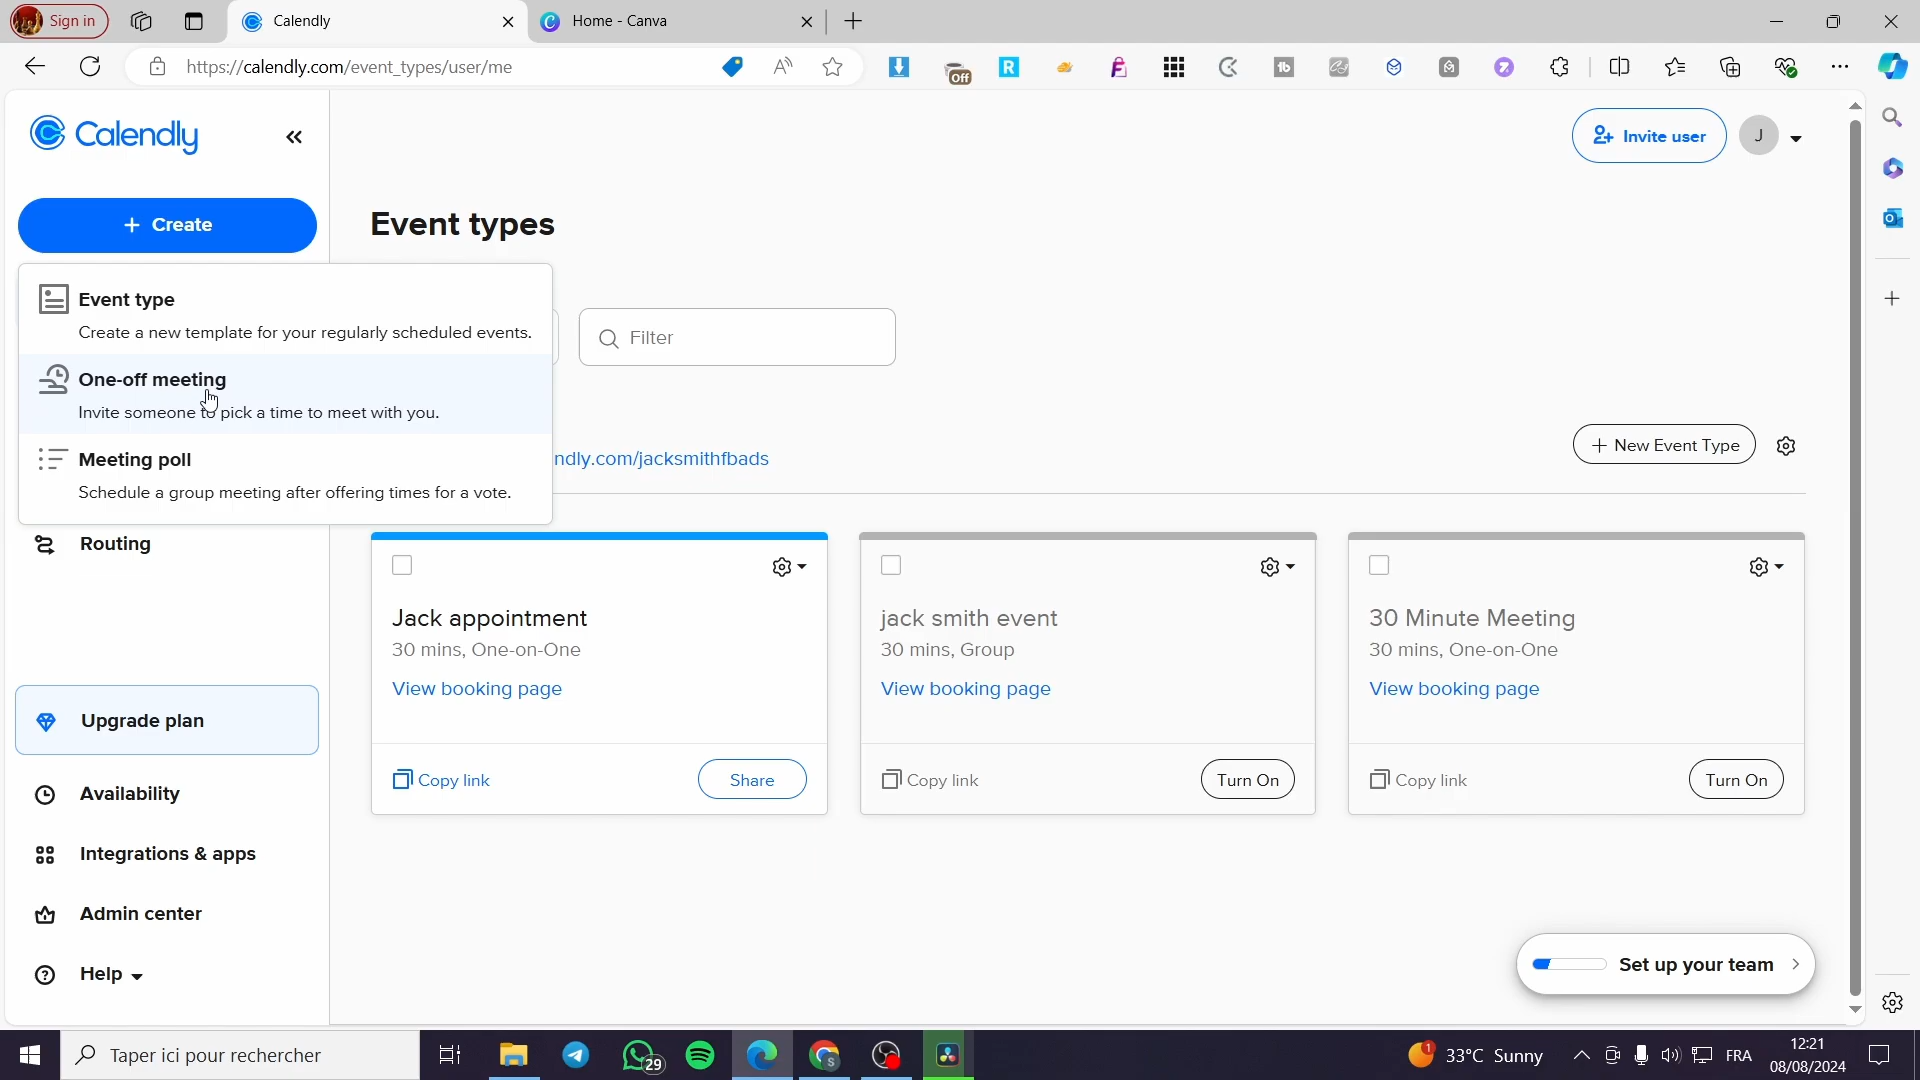 Sign in
Calendly
Home - Canva
https://calendly.com/event_types/user/me
Off
Calendly
Invite user
J
+ Create
Event types
Event type
Create a new template for your regularly scheduled events.
Filter
One-off meeting
Invite someone to pick a time to meet with you.
Meeting poll
Schedule a group meeting after offering times for a vote.
ndly.com/jacksmithfbads
+ New Event Type
Routing
Jack appointment
30 mins, One-on-One
View booking page
Copy link
Share
jack smith event
30 mins, Group
View booking page
Copy link
Turn On
30 Minute Meeting
30 mins, One-on-One
View booking page
Copy link
Turn On
Upgrade plan
Availability
Integrations & apps
Admin center
Help
Set up your team
Taper ici pour rechercher
29
1
33°C Sunny
FRA
12:21
08/08/2024